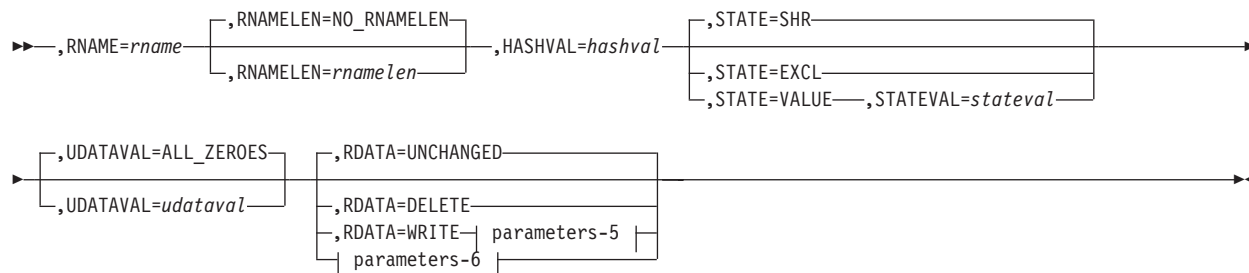 ,RNAMELEN=NO_RNAMELEN ,STATE=SHR
,RNAME=rname ,HASHVAL=hashval
,RNAMELEN=rnamelen ,STATE=EXCL
,STATE=VALUE ,STATEVAL=stateval
,UDATAVAL=ALL_ZEROES ,RDATA=UNCHANGED
,UDATAVAL=udataval ,RDATA=DELETE
,RDATA=WRITE parameters-5
parameters-6